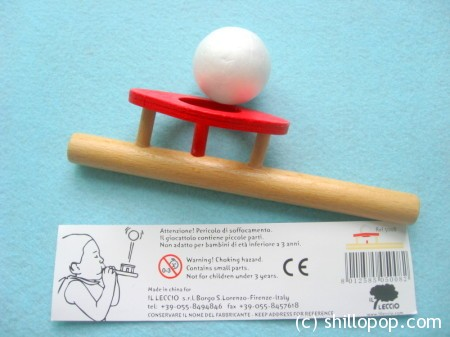 Attenzione! Pericolo di soffocamento.
Il giocattolo contiene piccole parti.
Non adatto per bambini di età inferiore a 3 anni.
0-3
Warning! Choking hazard.
Contains small parts.
Not for children under 3 years.
CE
Made in china for
IL LECCIO s.r.l. Borgo S. Lorenzo-Firenze-Italy
tel. +39-055-8494846 fax +39-055-8457618
CONSERVARE IL NOME DEL FABBRICANTE - KEEP ADDRESS FOR REFERENCE
IL LECCIO
(c) shillopop.com